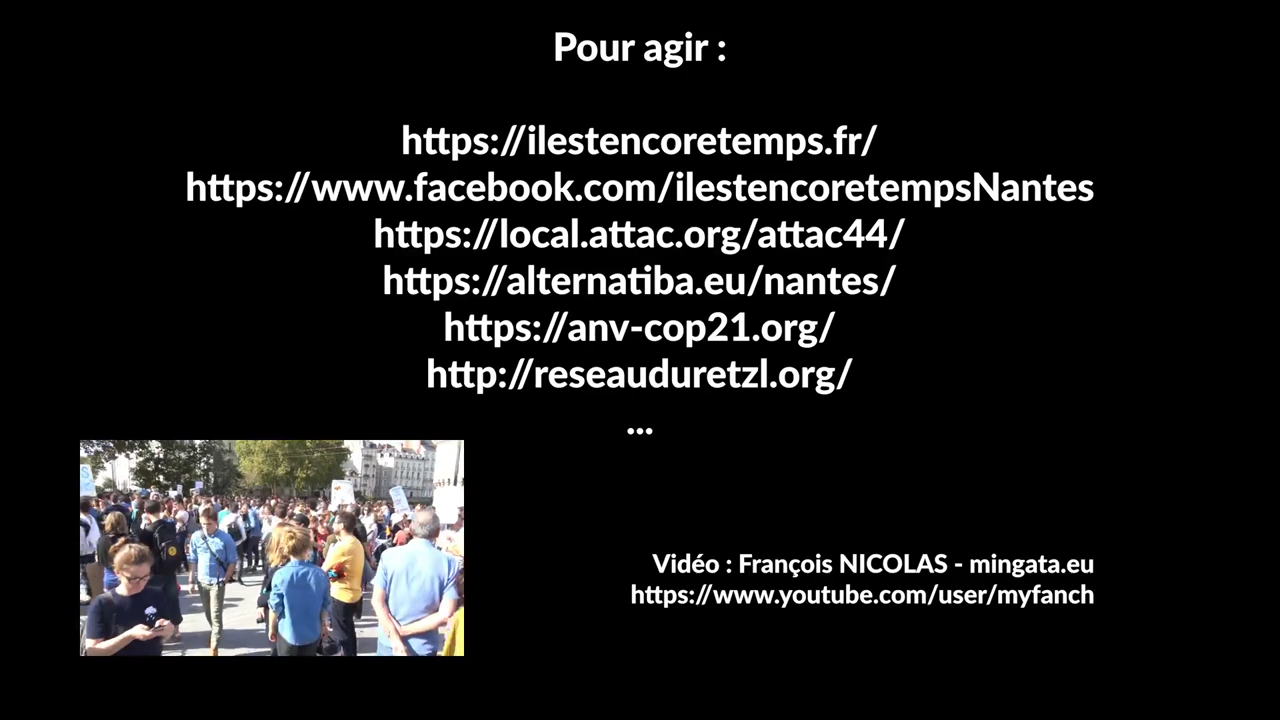 Pour agir :
https://ilestencoretemps.fr/
https://www.facebook.com/ilestencoretempsNantes
https://local.attac.org/attac44/
https://alternatiba.eu/nantes/
https://anv-cop21.org/
http://reseauduretzl.org/
...
Vidéo : François NICOLAS - mingata.eu
https://www.youtube.com/user/myfanch